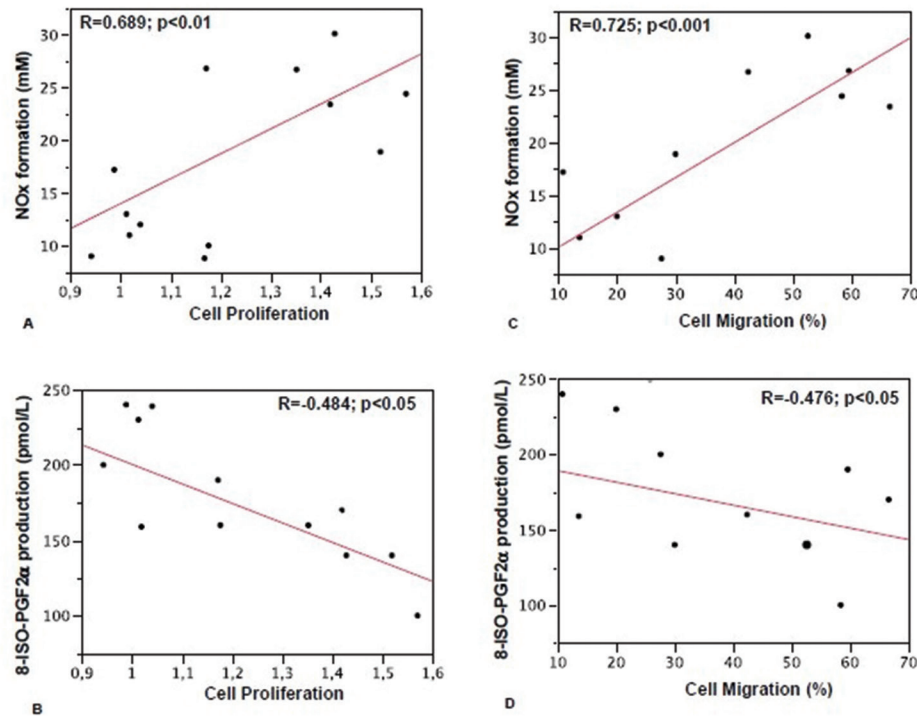 R=0.689; p<0.01
NOx formation (mM)
30
25
20
15
10
0,9 1 1,1 1,2 1,3 1,4 1,5 1,6
Cell Proliferation
A
R=0.725; p<0.001
NOx formation (mM)
30
25
20
15
10
10 20 30 40 50 60 70
Cell Migration (%)
C
R=-0.484; p<0.05
8-ISO-PGF2α production (pmol/L)
250
200
150
100
0,9 1 1,1 1,2 1,3 1,4 1,5 1,6
Cell Proliferation
B
R=-0.476; p<0.05
8-ISO-PGF2α production (pmol/L)
250
200
150
100
10 20 30 40 50 60 70
Cell Migration (%)
D